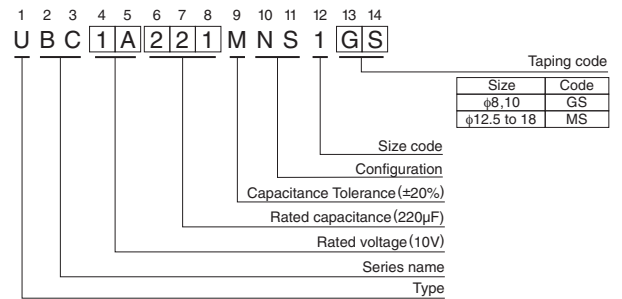 1 2 3 4 5 6 7 8 9 10 11 12 13 14
U B C 1 A 2 2 1 M N S 1 G S
Taping code
Size Code
ϕ8,10 GS
ϕ12.5 to 18 MS
Size code
Configuration
Capacitance Tolerance (±20%)
Rated capacitance (220µF)
Rated voltage (10V)
Series name
Type